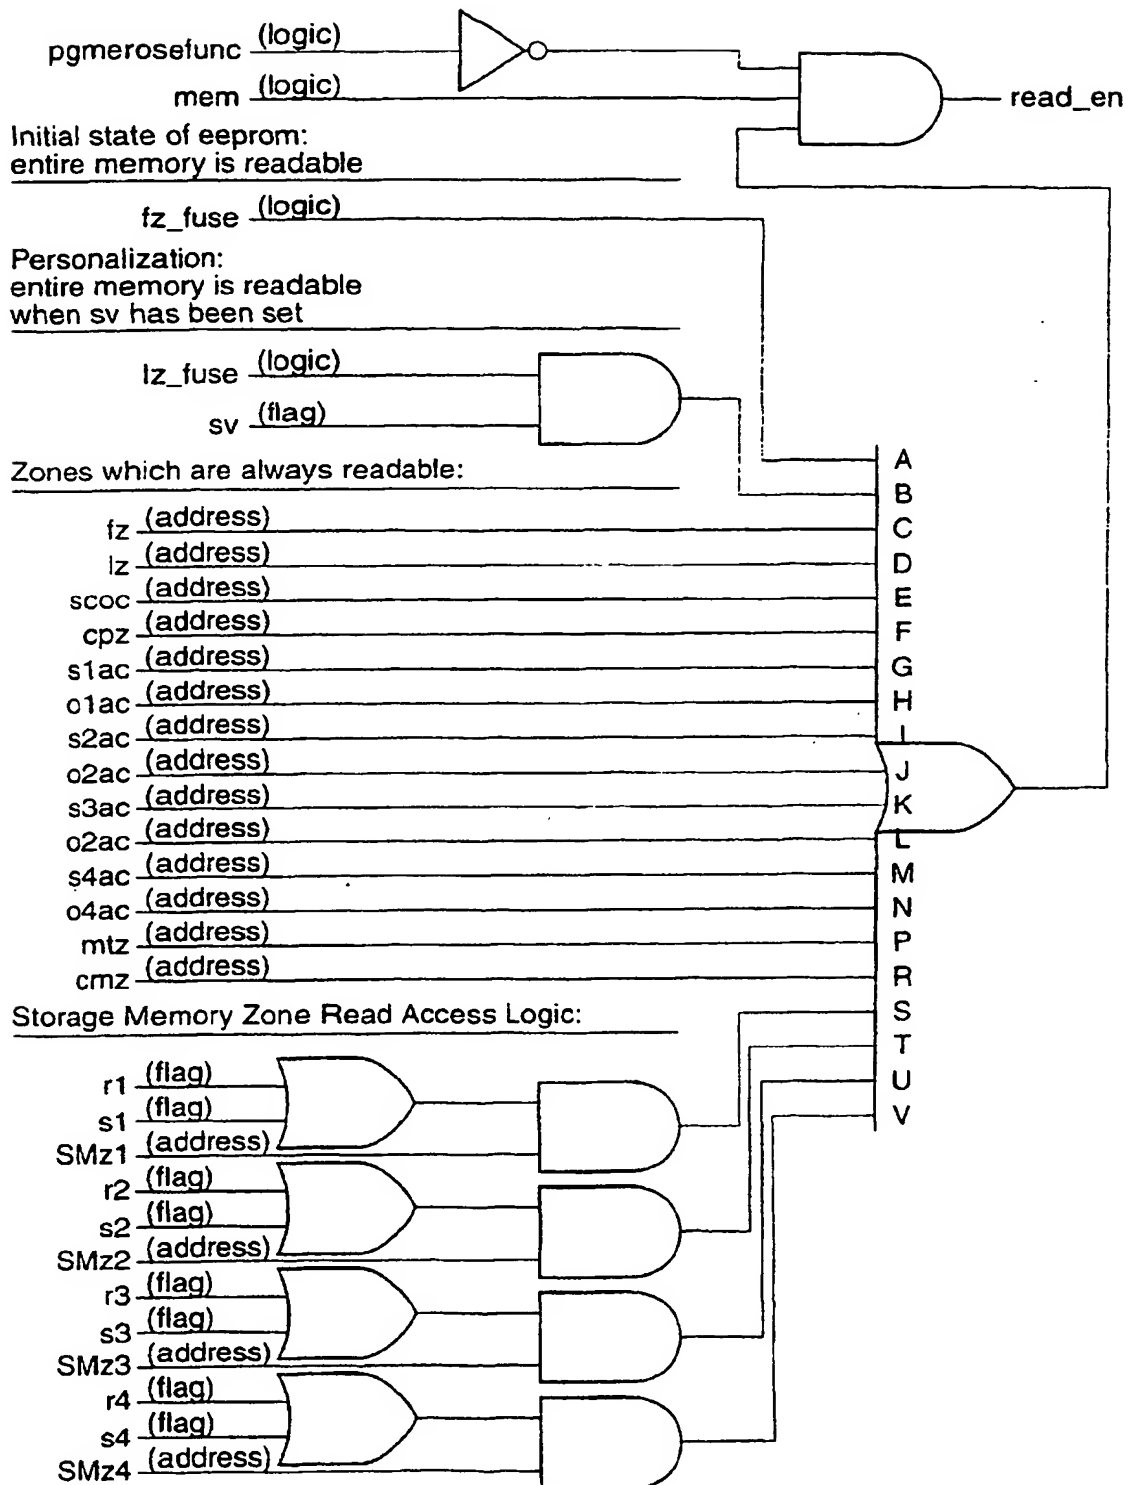 pgmerosefunc (logic)
mem (logic)
read_en
Initial state of eeprom:
entire memory is readable
fz_fuse (logic)
Personalization:
entire memory is readable
when sv has been set
lz_fuse (logic)
sv (flag)
A
B
Zones which are always readable:
fz (address) C
lz (address) D
scoc (address) E
cpz (address) F
s1ac (address) G
o1ac (address) H
s2ac (address) I
o2ac (address) J
s3ac (address) K
o2ac (address) L
s4ac (address) M
o4ac (address) N
mtz (address) P
cmz (address) R
Storage Memory Zone Read Access Logic:
S
T
U
V
r1 (flag)
s1 (flag)
SMz1 (address)
r2 (flag)
s2 (flag)
SMz2 (address)
r3 (flag)
s3 (flag)
SMz3 (address)
r4 (flag)
s4 (flag)
SMz4 (address)